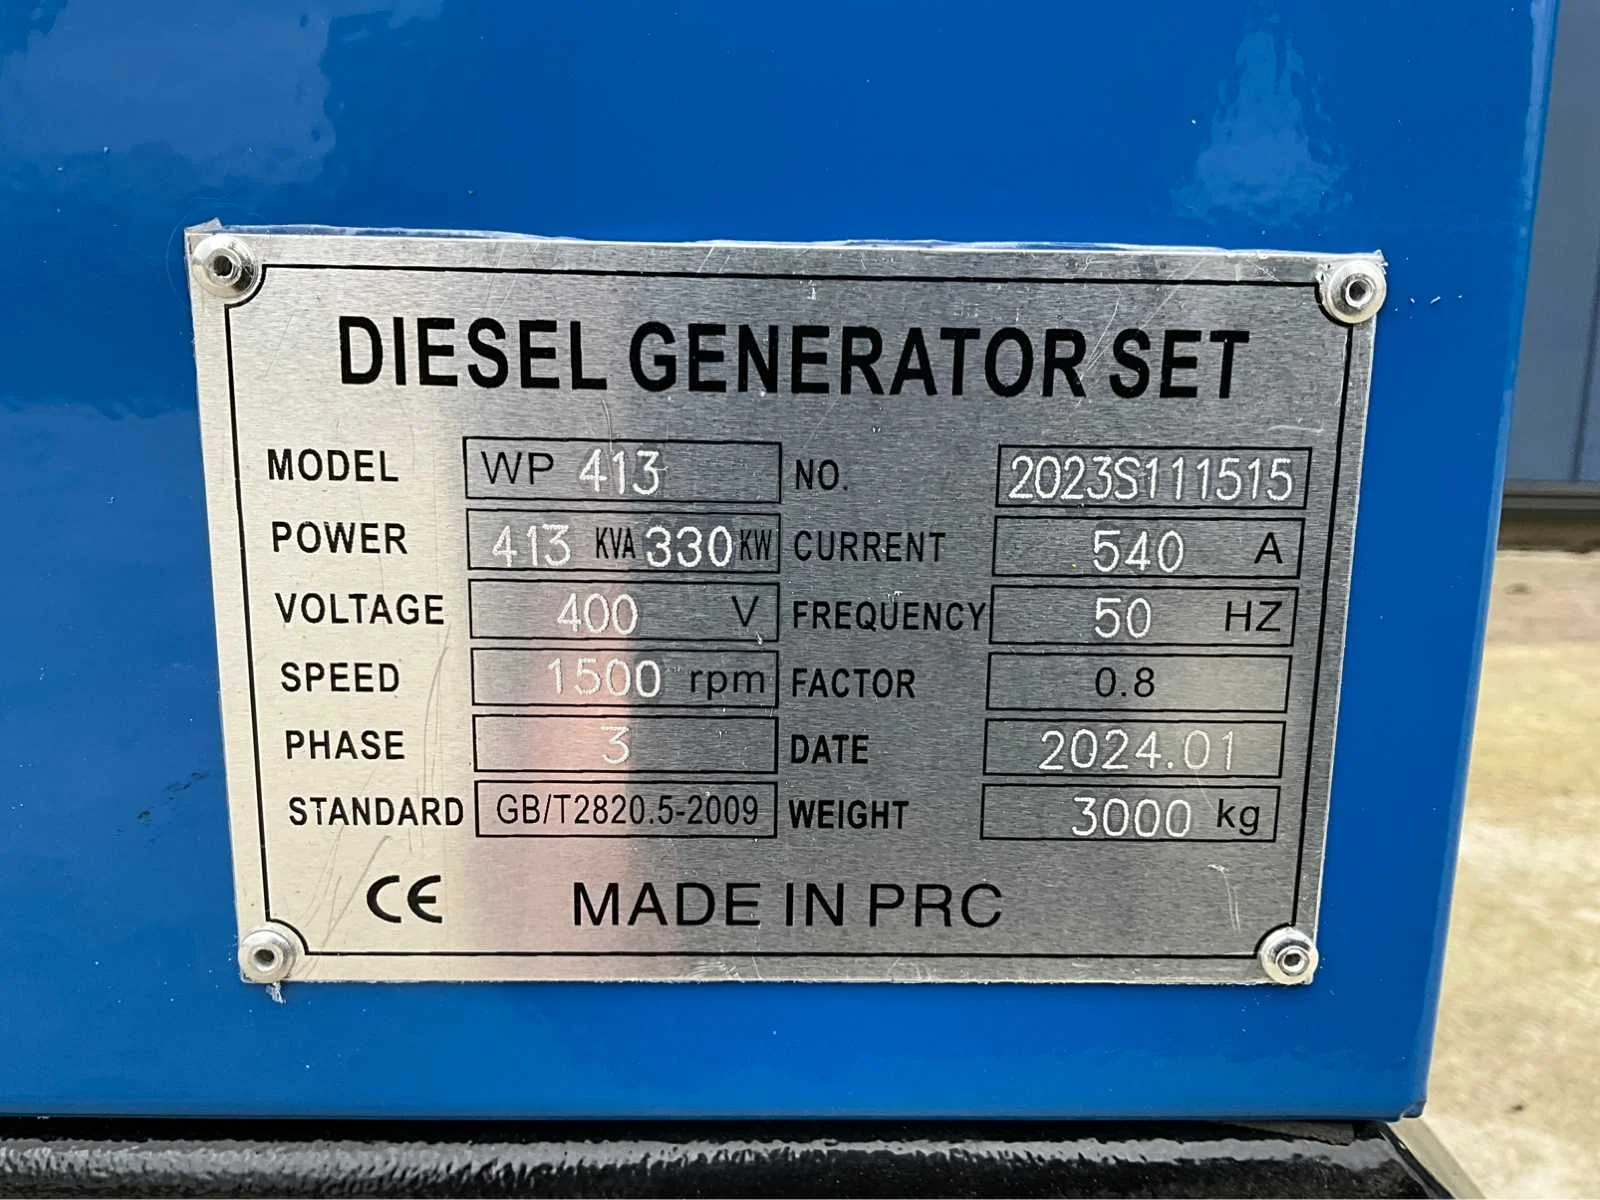 DIESEL GENERATOR SET
MODEL WP 413 NO. 2023S111515
POWER 413 KVA 330 KW CURRENT 540 A
VOLTAGE 400 V FREQUENCY 50 HZ
SPEED 1500 rpm FACTOR 0.8
PHASE 3 DATE 2024.01
STANDARD GB/T2820.5-2009 WEIGHT 3000 kg
CE MADE IN PRC